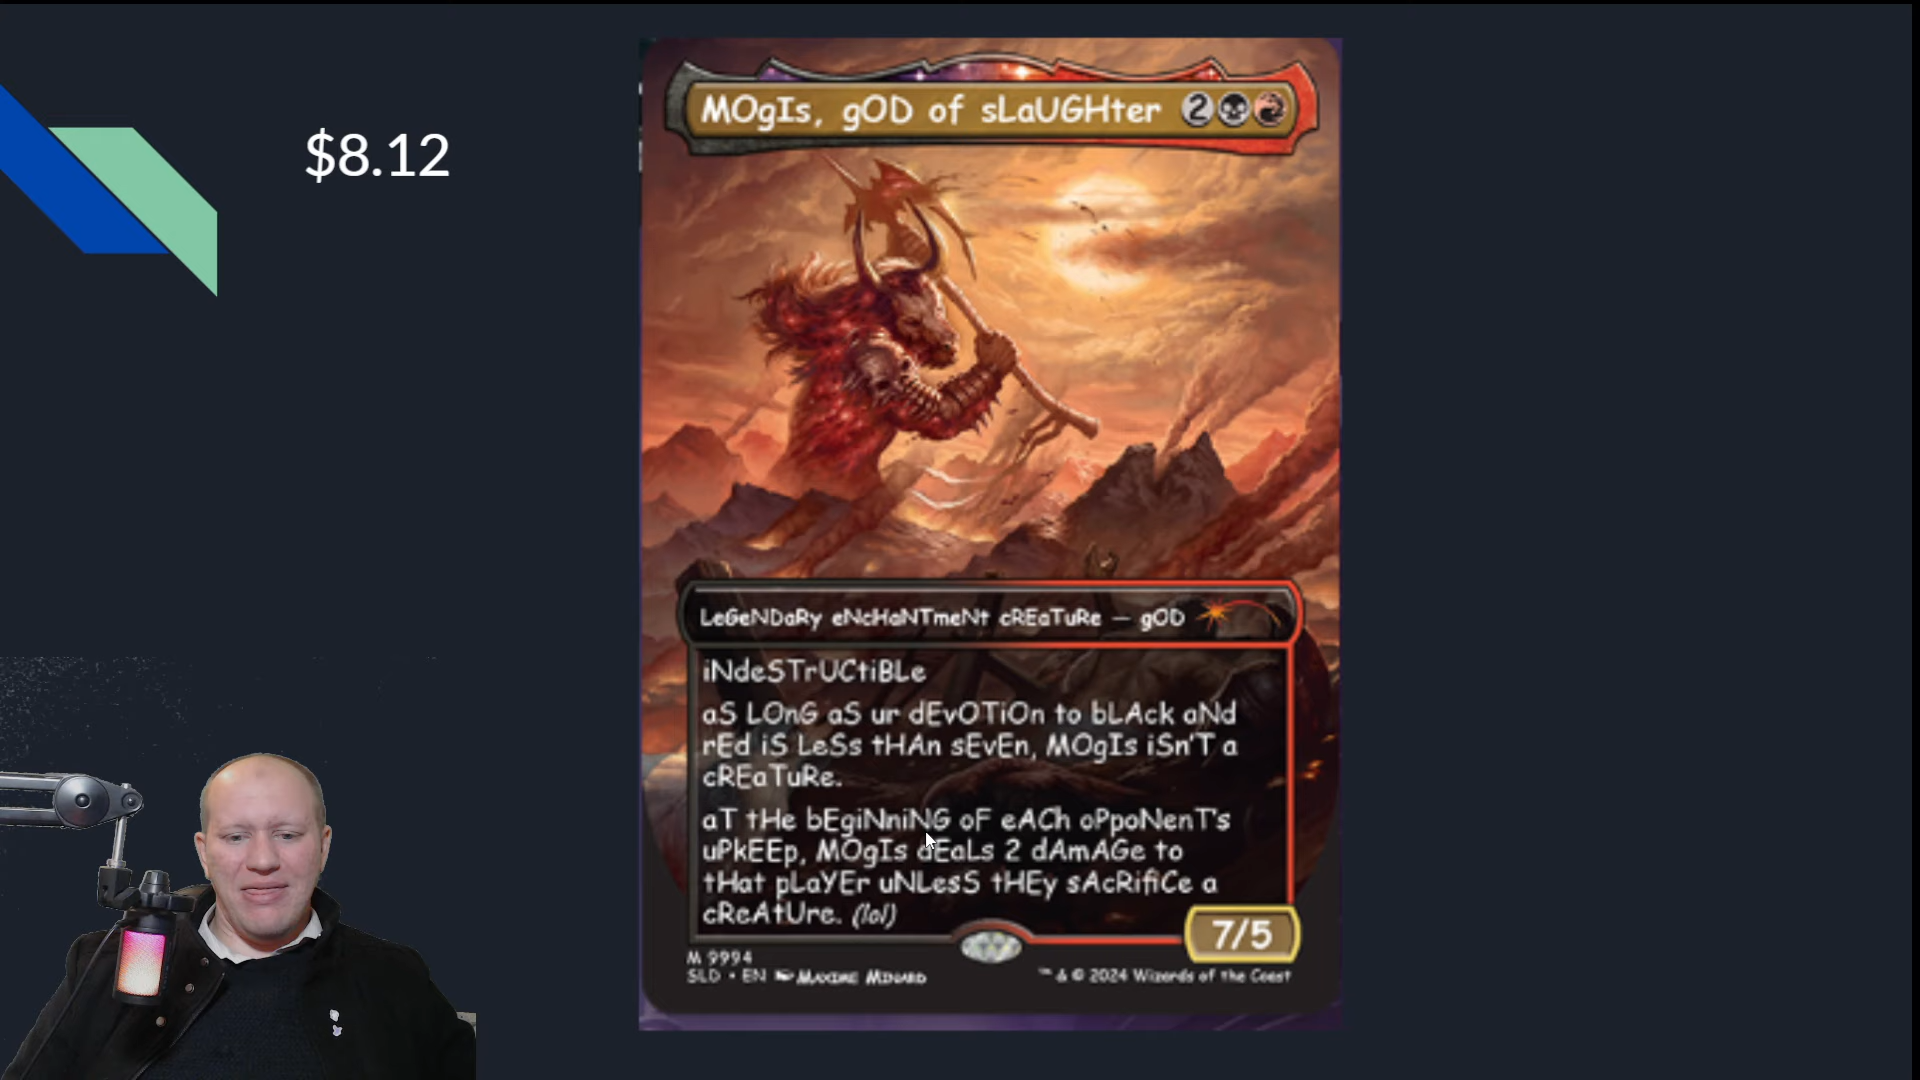 $8.12
MOgIs, gOD of sLaUGHter 2
LeGeNDaRy eNcHaNTmeNt cREaTuRe — gOD
iNdeSTrUCtiBLe
aS LOnG aS ur dEvOTiOn to bLAck aNd
rEd iS LeSs tHAn sEvEn, MOgIs iSn'T a
cREaTuRe.
aT tHe bEgiNniNG oF eACh oPpoNenT's
uPkEEp, MOgIs dEaLs 2 dAmAGe to
tHat pLaYEr uNLesS tHEy sAcRifiCe a
cReAtUre. (lol)
7/5
M 9994
SLD • EN Maxime Minard
™ & © 2024 Wizards of the Coast